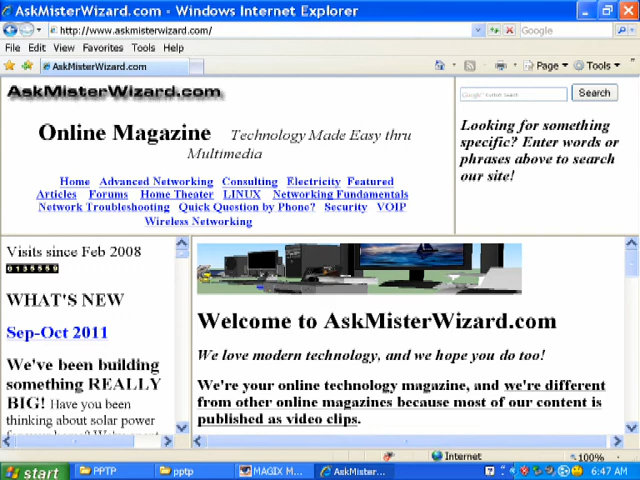 AskMisterWizard.com - Windows Internet Explorer
http://www.askmisterwizard.com/
Google
File Edit View Favorites Tools Help
AskMisterWizard.com
Page Tools
AskMisterWizard.com
Online Magazine Technology Made Easy thru
Multimedia
Home Advanced Networking Consulting Electricity Featured
Articles Forums Home Theater LINUX Networking Fundamentals
Network Troubleshooting Quick Question by Phone? Security VOIP
Wireless Networking
Search
Looking for something
specific? Enter words or
phrases above to search
our site!
Visits since Feb 2008
0135559
WHAT'S NEW
Sep-Oct 2011
We've been building
something REALLY
BIG! Have you been
thinking about solar power
Welcome to AskMisterWizard.com
We love modern technology, and we hope you do too!
We're your online technology magazine, and we're different
from other online magazines because most of our content is
published as video clips.
Internet 100%
start PPTP pptp MAGIX M... AskMister... 6:47 AM